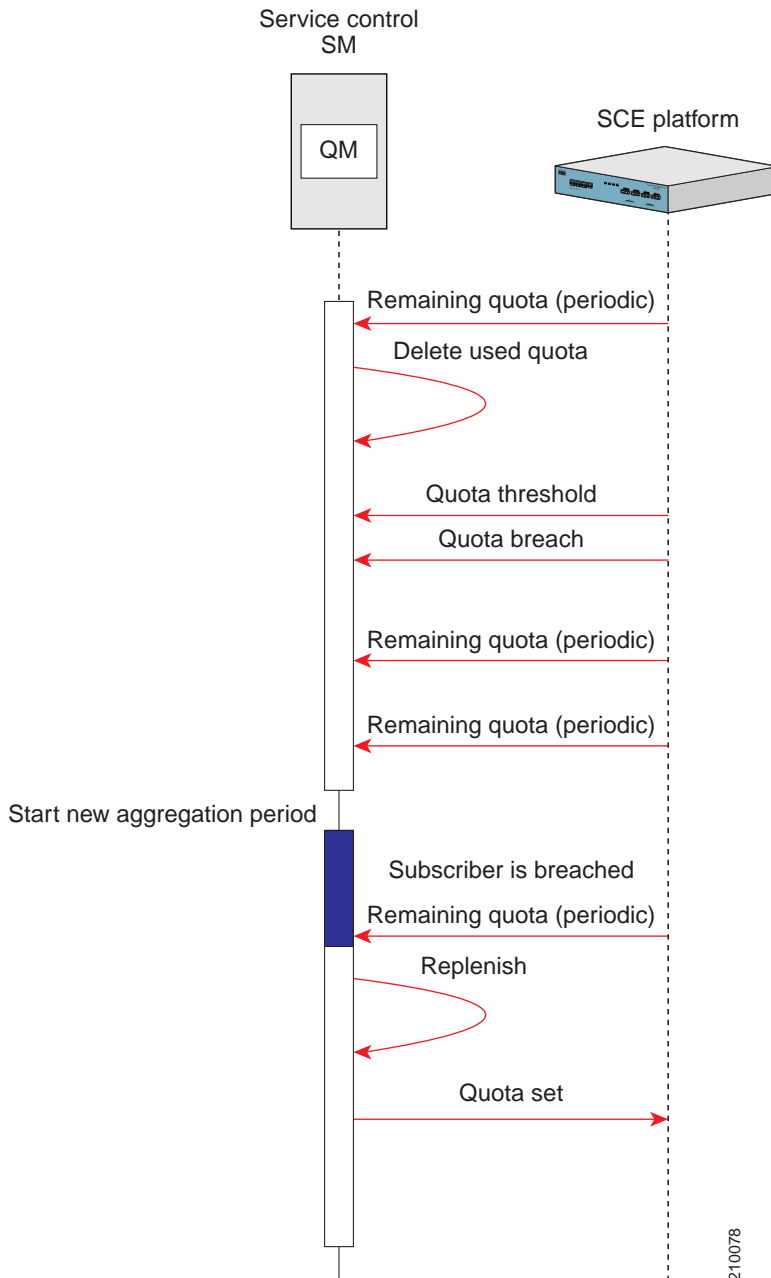 Service control
SM
QM
SCE platform
Remaining quota (periodic)
Delete used quota
Quota threshold
Quota breach
Remaining quota (periodic)
Remaining quota (periodic)
Start new aggregation period
Subscriber is breached
Remaining quota (periodic)
Replenish
Quota set
210078